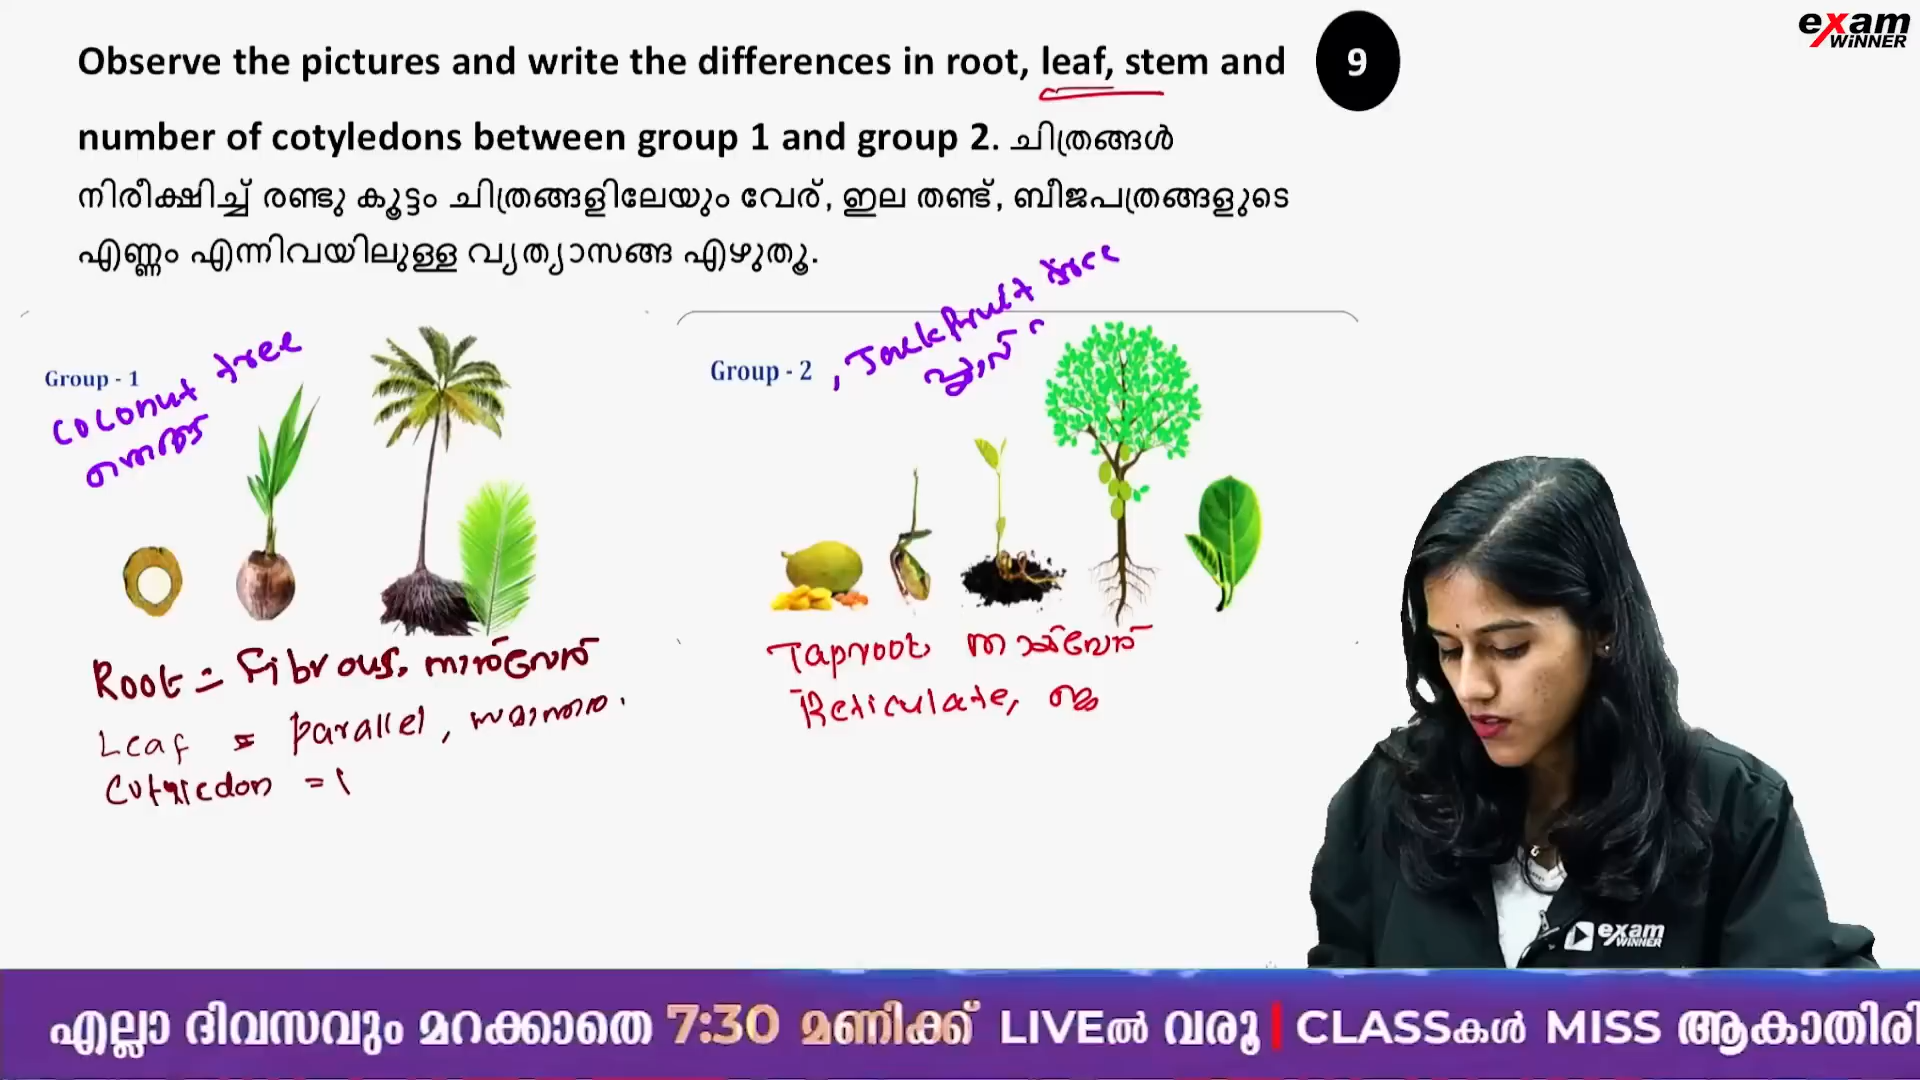 exam
WiNNER
Observe the pictures and write the differences in root, leaf, stem and
9
number of cotyledons between group 1 and group 2. ചിത്രങ്ങൾ
നിരീക്ഷിച്ച് രണ്ടു കൂട്ടം ചിത്രങ്ങളിലേയും വേര്, ഇല തണ്ട്, ബീജപത്രങ്ങളുടെ
എണ്ണം എന്നിവയിലുള്ള വ്യത്യാസങ്ങ എഴുതൂ.
Group - 1
coconut tree
Group - 2
, Jackfruit tree
പ്ലാവ്
Root = Fibrous, നാര്വേര്
Leaf = parallel, സമാന്തര.
Cotyledon = 1
Taproot തായ്‌വേര്
Reticulate, ജ
exam
WINNER
എല്ലാ ദിവസവും മറക്കാതെ 7:30 മണിക്ക് LIVEൽ വരൂ | CLASSകൾ MISS ആകാതിരി